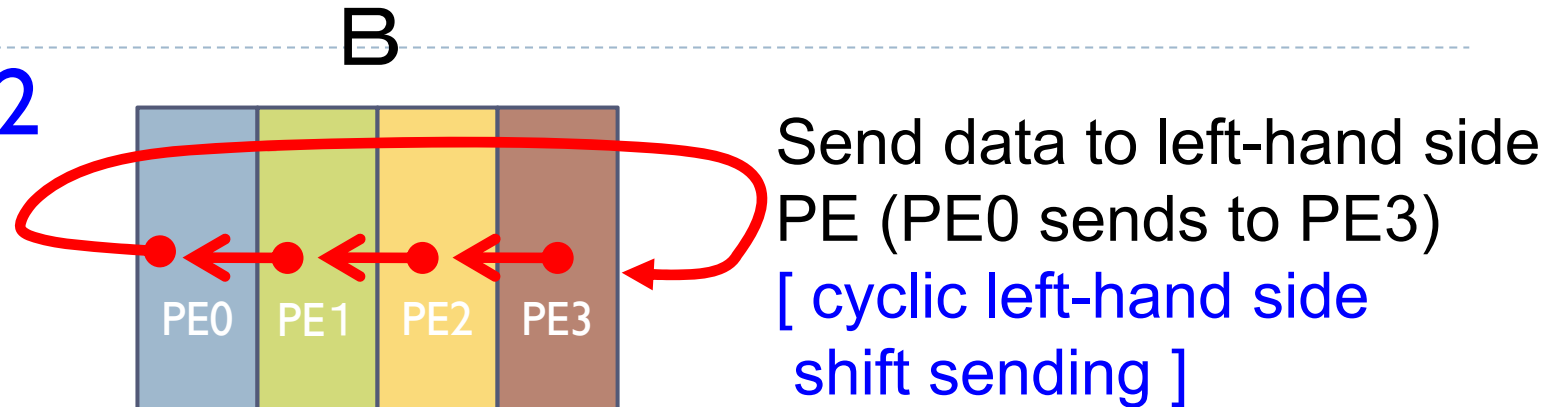 B
2
Send data to left-hand side
PE (PE0 sends to PE3)
[ cyclic left-hand side
shift sending ]
PE0 PE1 PE2 PE3